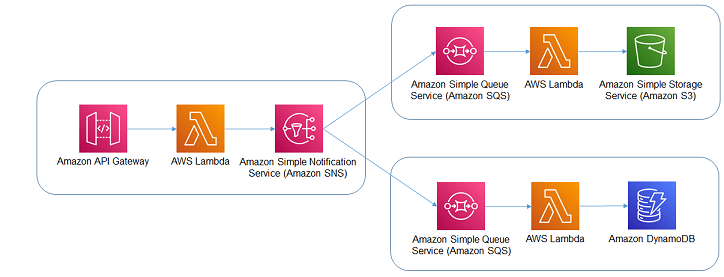 Amazon API Gateway
AWS Lambda
Amazon Simple Notification
Service (Amazon SNS)
Amazon Simple Queue
Service (Amazon SQS)
AWS Lambda
Amazon Simple Storage
Service (Amazon S3)
Amazon Simple Queue
Service (Amazon SQS)
AWS Lambda
Amazon DynamoDB